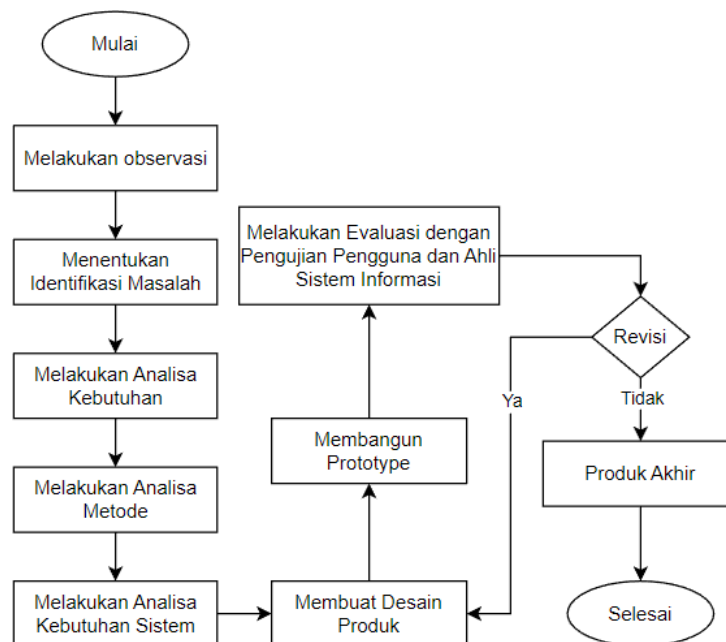 Mulai
Melakukan observasi
Menentukan
Identifikasi Masalah
Melakukan Analisa
Kebutuhan
Melakukan Analisa
Metode
Melakukan Analisa
Kebutuhan Sistem
Membuat Desain
Produk
Membangun
Prototype
Melakukan Evaluasi dengan
Pengujian Pengguna dan Ahli
Sistem Informasi
Revisi
Ya
Tidak
Produk Akhir
Selesai